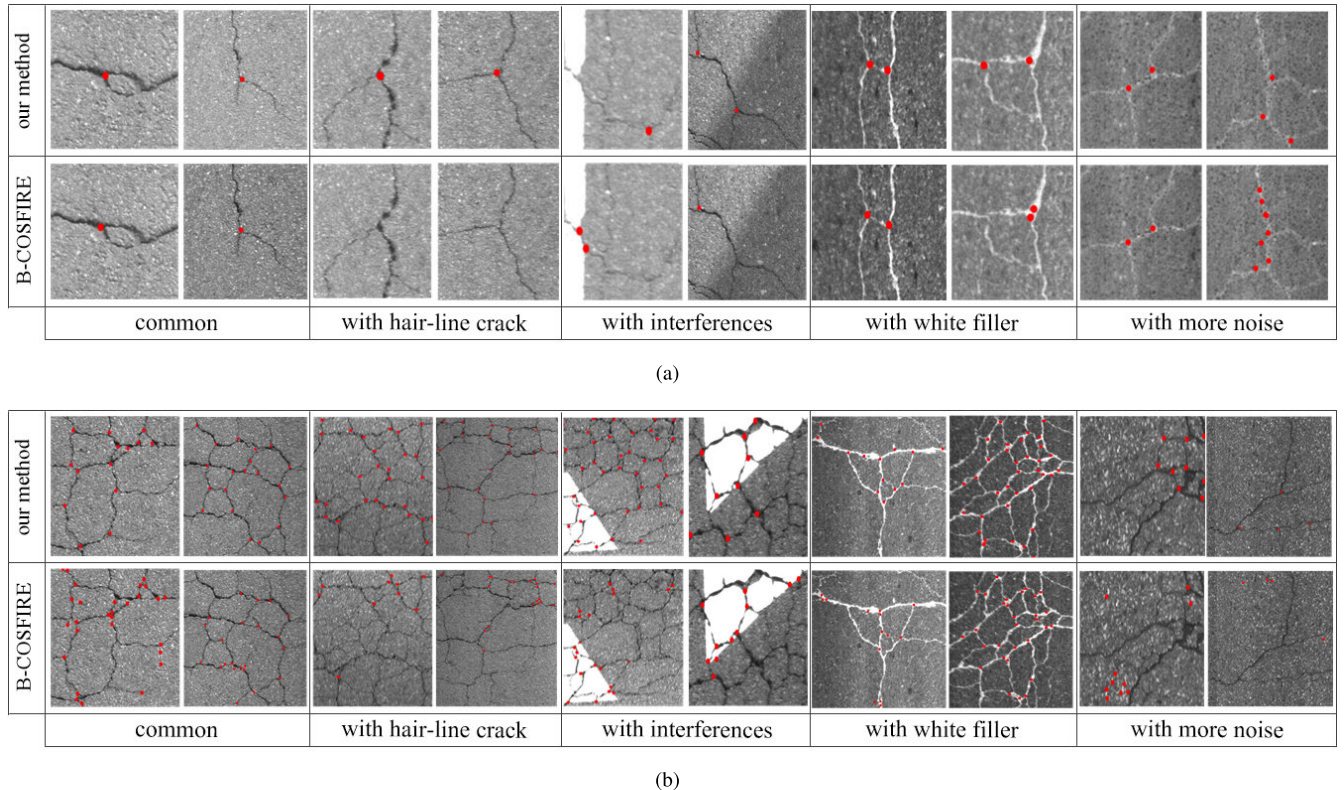 our method
B-COSFIRE
common with hair-line crack with interferences with white filler with more noise
(a)
our method
B-COSFIRE
common with hair-line crack with interferences with white filler with more noise
(b)